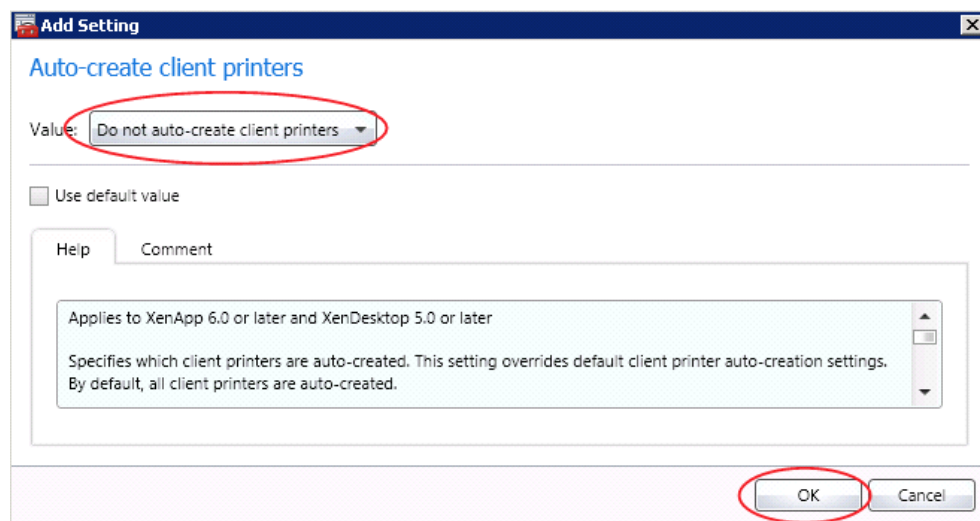 Add Setting
Auto-create client printers
Value: Do not auto-create client printers
Use default value
Help Comment
Applies to XenApp 6.0 or later and XenDesktop 5.0 or later
Specifies which client printers are auto-created. This setting overrides default client printer auto-creation settings.
By default, all client printers are auto-created.
OK Cancel